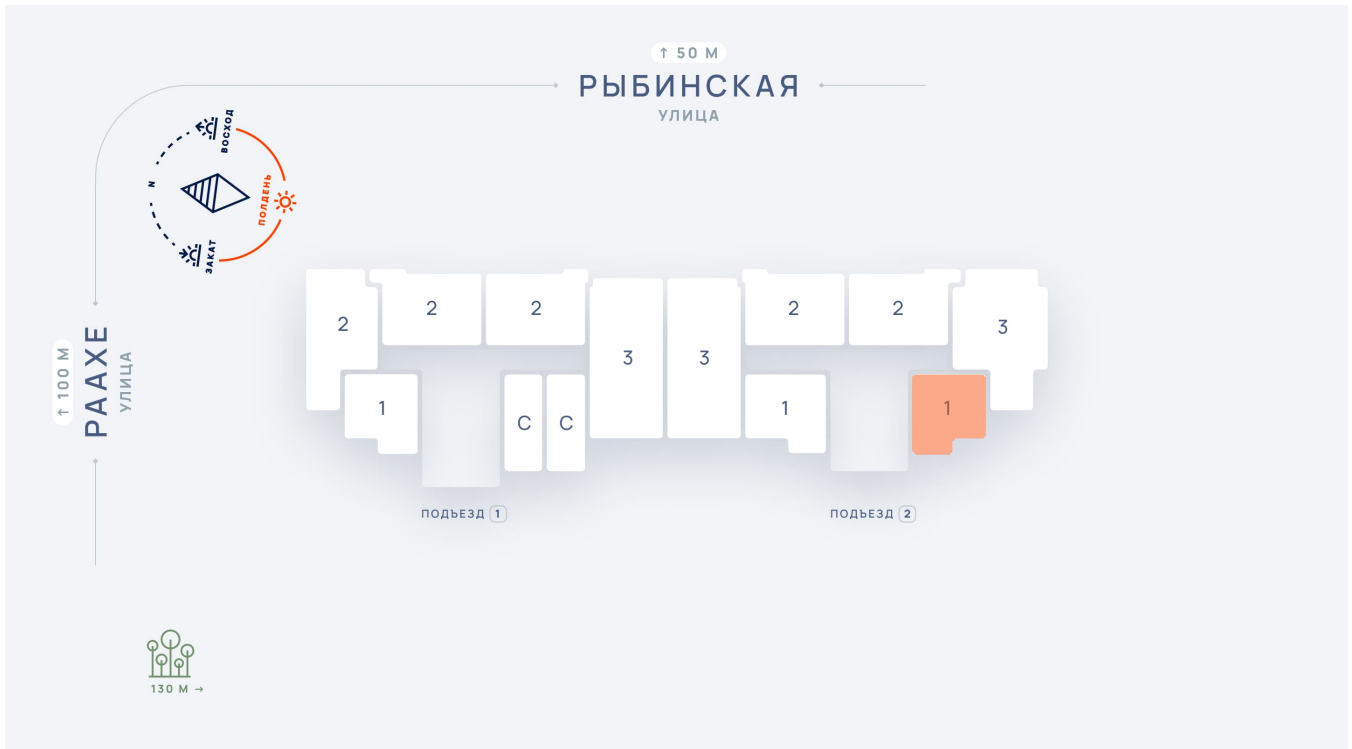 ↑ 50 М
РЫБИНСКАЯ
УЛИЦА
ВОСХОД
N
ПОЛДЕНЬ
ЗАКАТ
↑ 100 М
РААХЕ
УЛИЦА
2 2 2 3 3 2 2 3
1 С С 1 1
ПОДЪЕЗД 1
ПОДЪЕЗД 2
130 М →